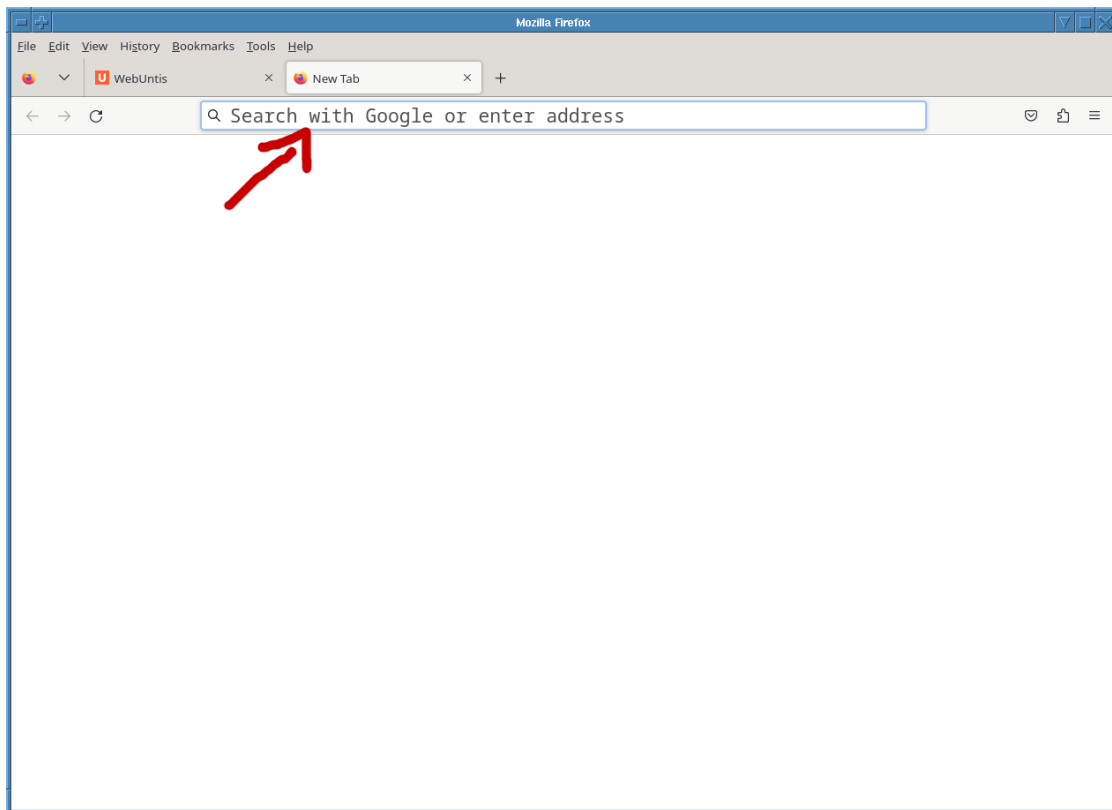 Mozilla Firefox
File Edit View History Bookmarks Tools Help
WebUntis New Tab
Search with Google or enter address